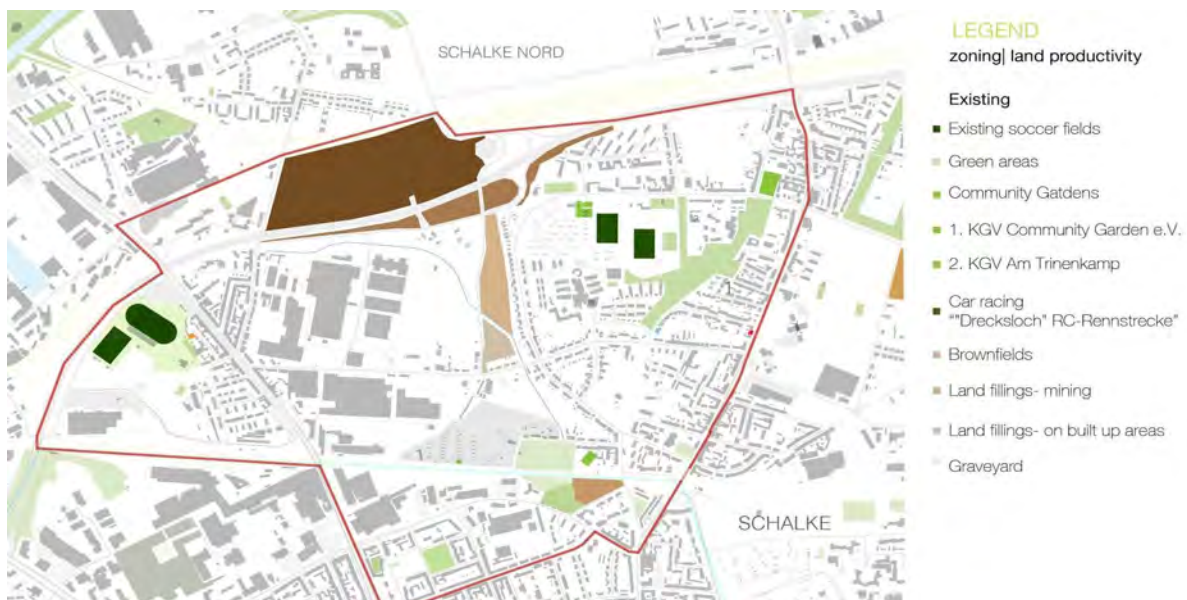 SCHALKE NORD
SCHALKE
LEGEND
zoning| land productivity
Existing
Existing soccer fields
Green areas
Community Gatdens
1. KGV Community Garden e.V.
2. KGV Am Trinenkamp
Car racing
""Drecksloch" RC-Rennstrecke"
Brownfields
Land fillings- mining
Land fillings- on built up areas
Graveyard
1
1